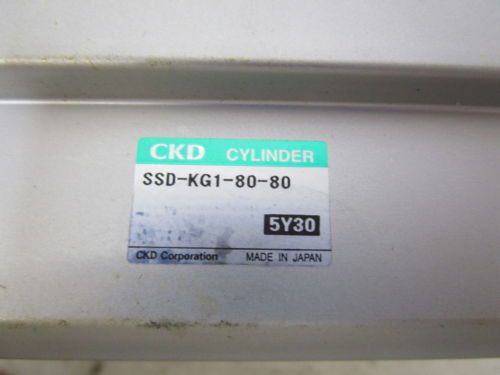 CKD CYLINDER
SSD-KG1-80-80
5Y30
CKD Corporation MADE IN JAPAN